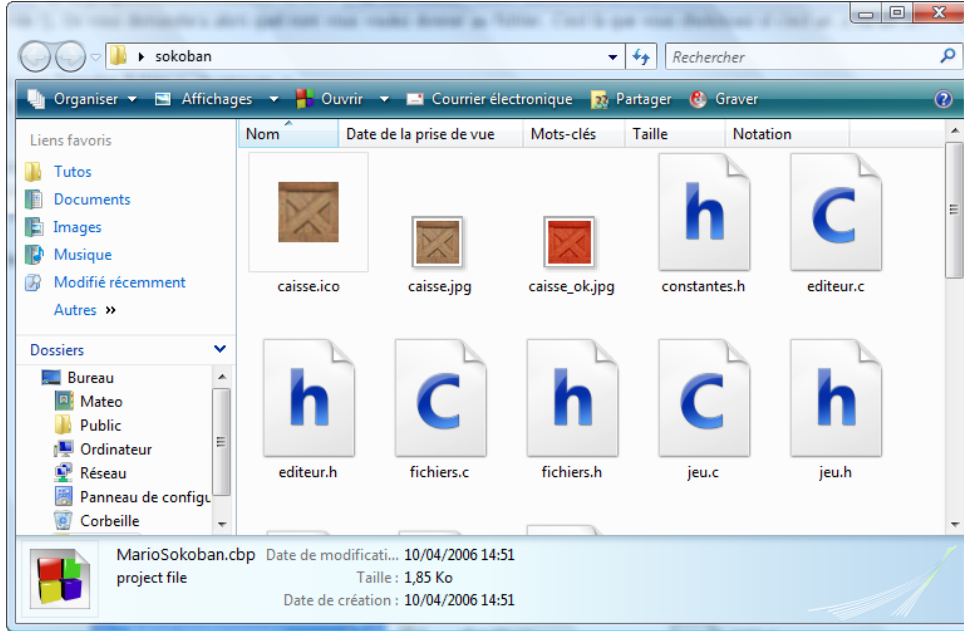 sokoban
Rechercher
Organiser Affichages Ouvrir Courrier électronique Partager Graver
Liens favoris
Tutos
Documents
Images
Musique
Modifié récemment
Autres »
Dossiers
Bureau
Mateo
Public
Ordinateur
Réseau
Panneau de configu
Corbeille
Nom Date de la prise de vue Mots-clés Taille Notation
caisse.ico caisse.jpg caisse_ok.jpg constantes.h editeur.c
editeur.h fichiers.c fichiers.h jeu.c jeu.h
MarioSokoban.cbp Date de modificati... 10/04/2006 14:51
project file Taille : 1,85 Ko
Date de création : 10/04/2006 14:51